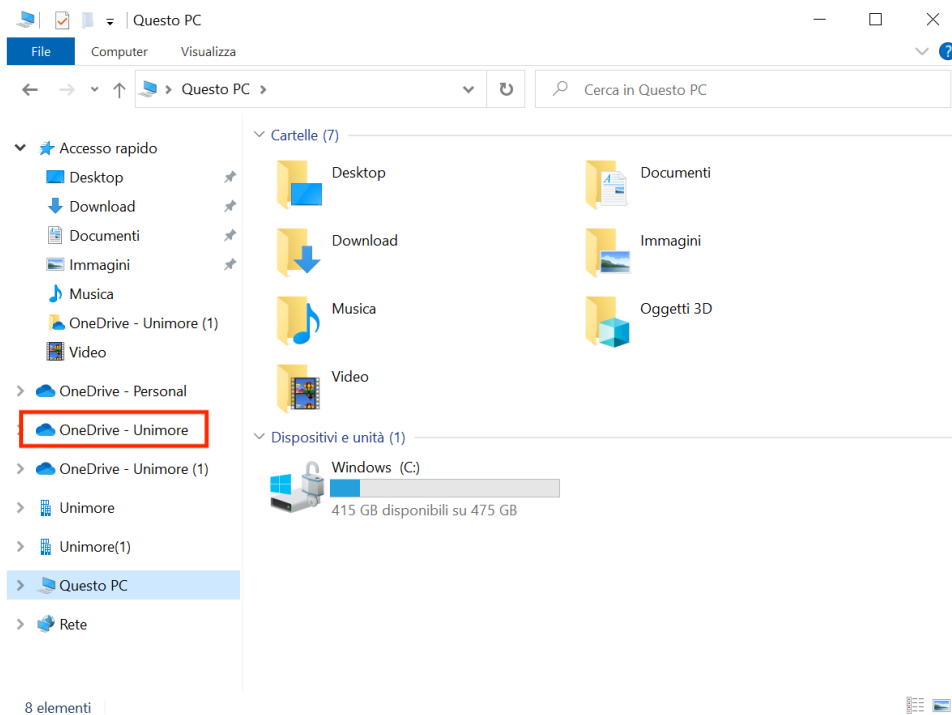 Questo PC
File Computer Visualizza
Questo PC
Cerca in Questo PC
Accesso rapido
Desktop
Download
Documenti
Immagini
Musica
OneDrive - Unimore (1)
Video
OneDrive - Personal
OneDrive - Unimore
OneDrive - Unimore (1)
Unimore
Unimore(1)
Questo PC
Rete
Cartelle (7)
Desktop
Documenti
Download
Immagini
Musica
Oggetti 3D
Video
Dispositivi e unità (1)
Windows (C:)
415 GB disponibili su 475 GB
8 elementi